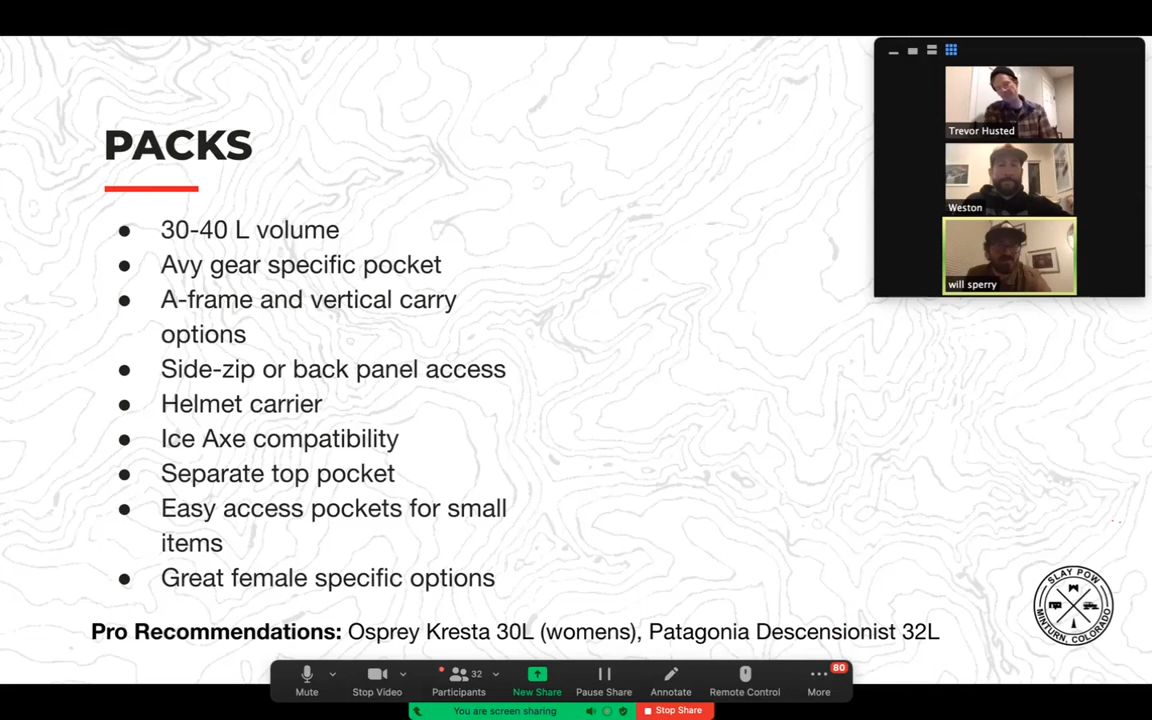 Trevor Husted
Weston
will sperry
PACKS
● 30-40 L volume
● Avy gear specific pocket
● A-frame and vertical carry
options
● Side-zip or back panel access
● Helmet carrier
● Ice Axe compatibility
● Separate top pocket
● Easy access pockets for small
items
● Great female specific options
Pro Recommendations: Osprey Kresta 30L (womens), Patagonia Descensionist 32L
SLAY POW
MINTURN, COLORADO
32
80
Mute
Stop Video
Participants
New Share
Pause Share
Annotate
Remote Control
More
You are screen sharing
Stop Share